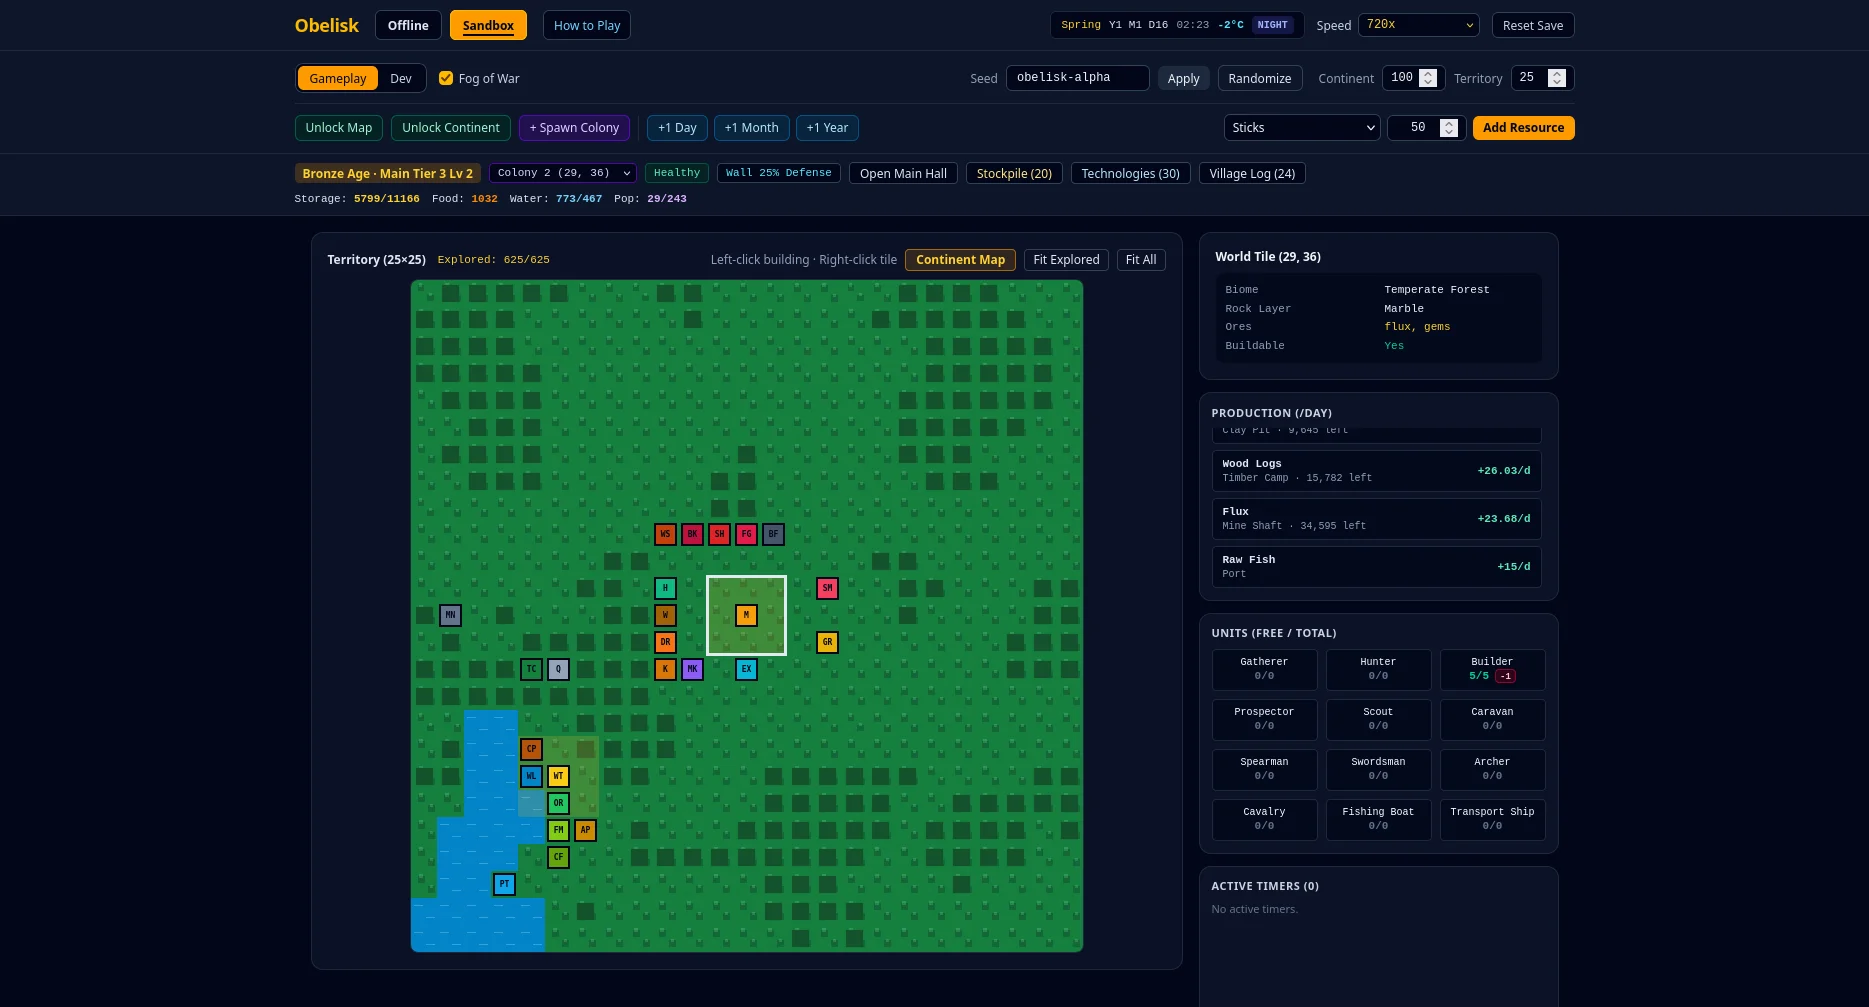 Obelisk Offline Sandbox How to Play Spring Y1 M1 D16 02:23 -2°C NIGHT Speed 720x Reset Save
Gameplay Dev Fog of War Seed obelisk-alpha Apply Randomize Continent 100 Territory 25
Unlock Map Unlock Continent + Spawn Colony +1 Day +1 Month +1 Year Sticks 50 Add Resource
Bronze Age · Main Tier 3 Lv 2 Colony 2 (29, 36) Healthy Wall 25% Defense Open Main Hall Stockpile (20) Technologies (30) Village Log (24)
Storage: 5799/11166 Food: 1032 Water: 773/467 Pop: 29/243
Territory (25×25) Explored: 625/625 Left-click building · Right-click tile Continent Map Fit Explored Fit All
WS BK SH FG BF
H SM
MN W M
DR GR
TC Q K MK EX
CP
WL WT
OR
FM AP
CF
PT
World Tile (29, 36)
Biome Temperate Forest
Rock Layer Marble
Ores flux, gems
Buildable Yes
PRODUCTION (/DAY)
Clay Pit · 9,645 left
Wood Logs
Timber Camp · 15,782 left +26.03/d
Flux
Mine Shaft · 34,595 left +23.68/d
Raw Fish
Port +15/d
UNITS (FREE / TOTAL)
Gatherer Hunter Builder
0/0 0/0 5/5 -1
Prospector Scout Caravan
0/0 0/0 0/0
Spearman Swordsman Archer
0/0 0/0 0/0
Cavalry Fishing Boat Transport Ship
0/0 0/0 0/0
ACTIVE TIMERS (0)
No active timers.